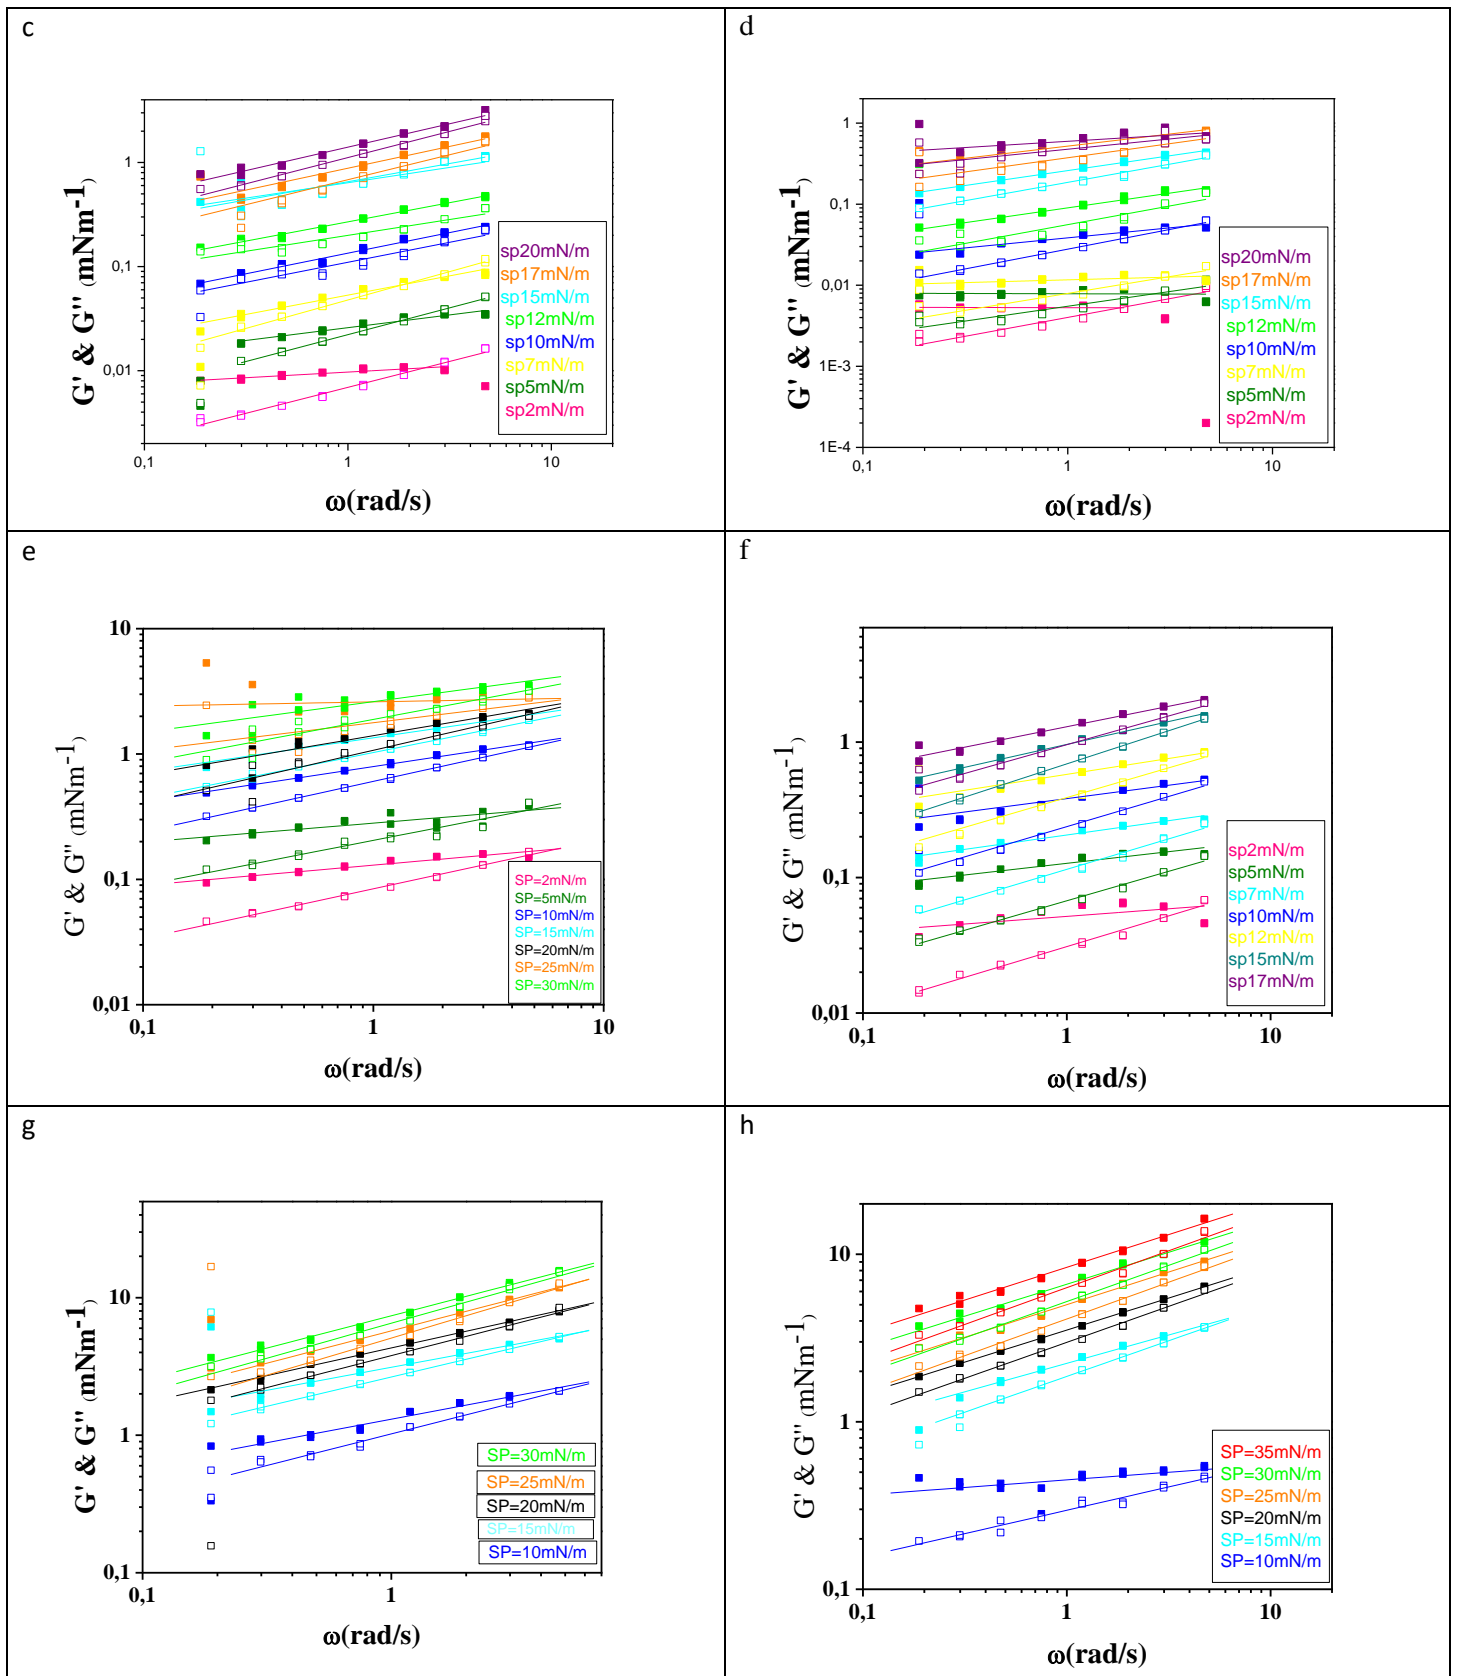 c
G' & G'' (mNm-1)
1
0,1
0,01
0,1
1
10
ω(rad/s)
sp20mN/m
sp17mN/m
sp15mN/m
sp12mN/m
sp10mN/m
sp7mN/m
sp5mN/m
sp2mN/m
d
G' & G'' (mNm-1)
1
0,1
0,01
1E-3
1E-4
0,1
1
10
ω(rad/s)
sp20mN/m
sp17mN/m
sp15mN/m
sp12mN/m
sp10mN/m
sp7mN/m
sp5mN/m
sp2mN/m
e
G' & G'' (mNm-1)
10
1
0,1
0,01
0,1
1
10
ω(rad/s)
SP=2mN/m
SP=5mN/m
SP=10mN/m
SP=15mN/m
SP=20mN/m
SP=25mN/m
SP=30mN/m
f
G' & G'' (mNm-1)
1
0,1
0,01
0,1
1
10
ω(rad/s)
sp2mN/m
sp5mN/m
sp7mN/m
sp10mN/m
sp12mN/m
sp15mN/m
sp17mN/m
g
G' & G'' (mNm-1)
10
1
0,1
0,1
1
ω(rad/s)
SP=30mN/m
SP=25mN/m
SP=20mN/m
SP=15mN/m
SP=10mN/m
h
G' & G'' (mNm-1)
10
1
0,1
0,1
1
10
ω(rad/s)
SP=35mN/m
SP=30mN/m
SP=25mN/m
SP=20mN/m
SP=15mN/m
SP=10mN/m